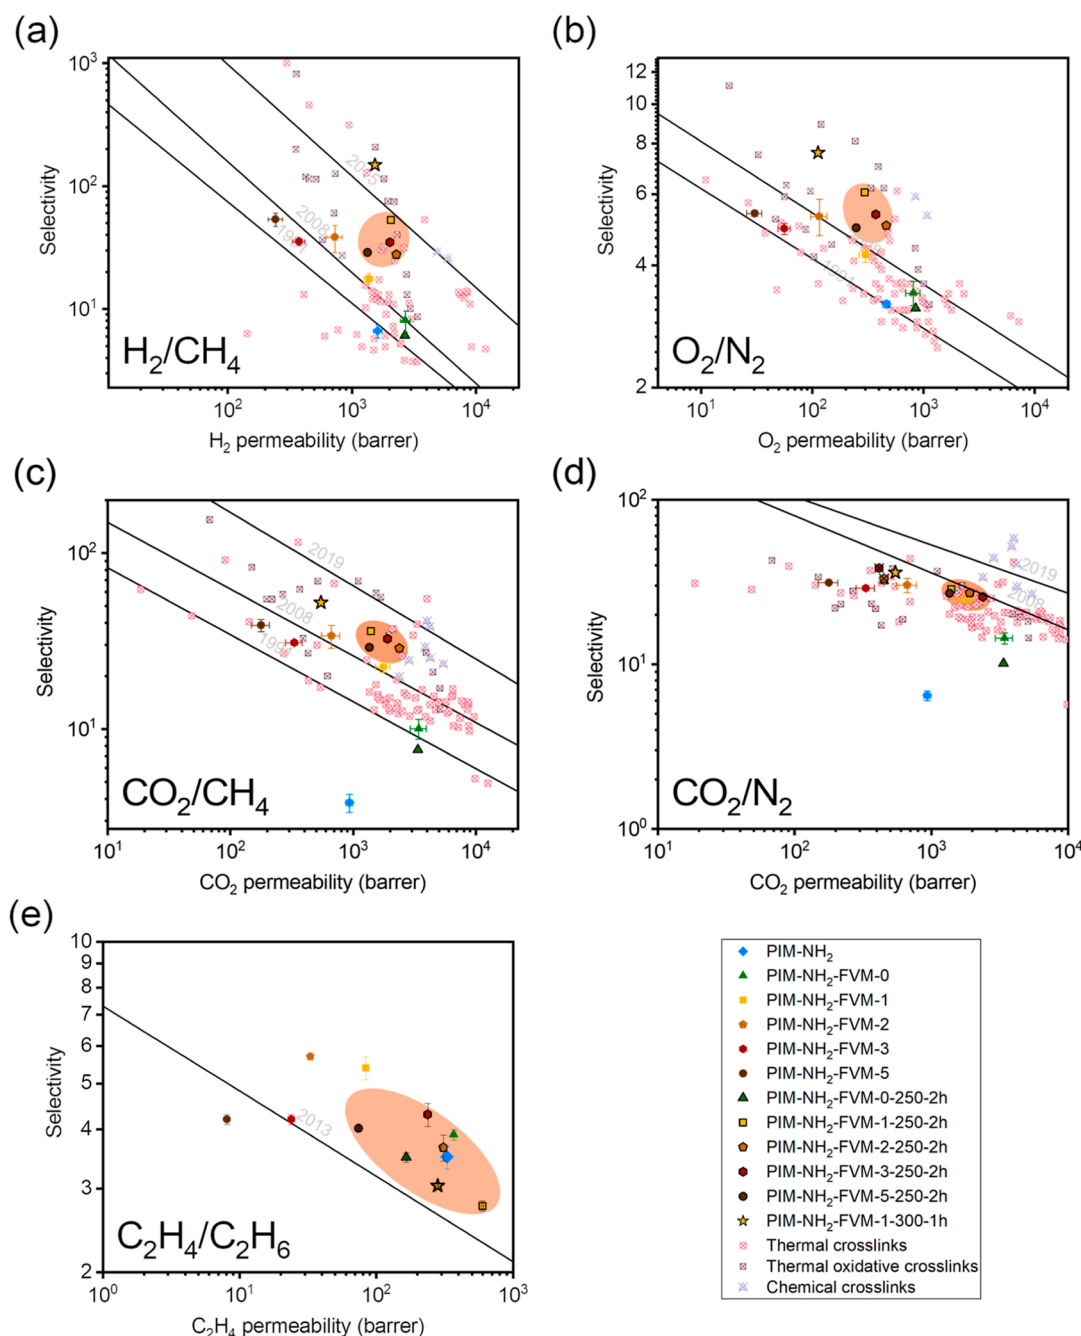 (a)
10³
10²
10¹
Selectivity
2015
2008
1991
H₂/CH₄
10² 10³ 10⁴
H₂ permeability (barrer)
(b)
12
10
8
6
4
2
Selectivity
1991
O₂/N₂
10¹ 10² 10³ 10⁴
O₂ permeability (barrer)
(c)
10²
10¹
Selectivity
2019
2008
1991
CO₂/CH₄
10¹ 10² 10³ 10⁴
CO₂ permeability (barrer)
(d)
10²
10¹
10⁰
Selectivity
2019
2008
CO₂/N₂
10¹ 10² 10³ 10⁴
CO₂ permeability (barrer)
(e)
10
9
8
7
6
5
4
3
2
Selectivity
2013
C₂H₄/C₂H₆
10⁰ 10¹ 10² 10³
C₂H₄ permeability (barrer)
PIM-NH₂
PIM-NH₂-FVM-0
PIM-NH₂-FVM-1
PIM-NH₂-FVM-2
PIM-NH₂-FVM-3
PIM-NH₂-FVM-5
PIM-NH₂-FVM-0-250-2h
PIM-NH₂-FVM-1-250-2h
PIM-NH₂-FVM-2-250-2h
PIM-NH₂-FVM-3-250-2h
PIM-NH₂-FVM-5-250-2h
PIM-NH₂-FVM-1-300-1h
Thermal crosslinks
Thermal oxidative crosslinks
Chemical crosslinks